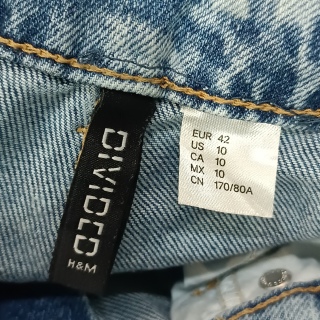 DIVIDED
H&M
EUR 42
US 10
CA 10
MX 10
CN 170/80A